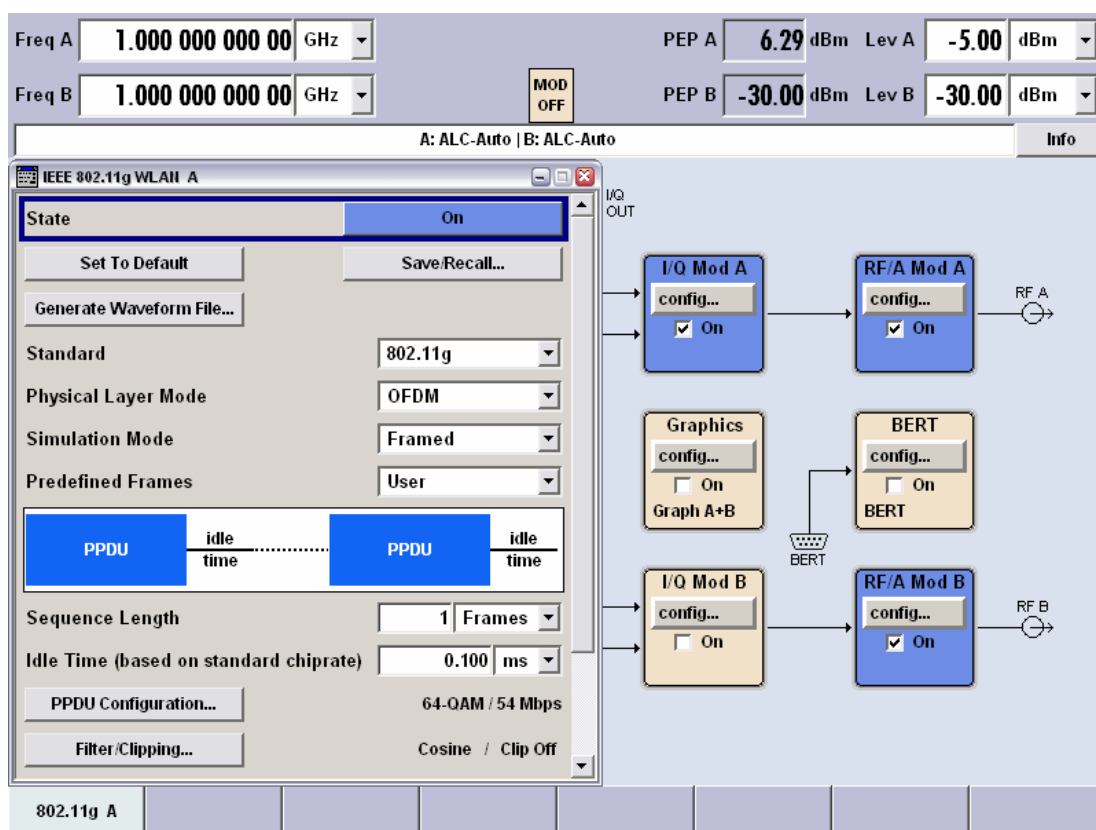 Freq A 1.000 000 000 00 GHz PEP A 6.29 dBm Lev A -5.00 dBm
Freq B 1.000 000 000 00 GHz MOD OFF PEP B -30.00 dBm Lev B -30.00 dBm
A: ALC-Auto | B: ALC-Auto Info
IEEE 802.11g WLAN A
State On
Set To Default Save/Recall...
Generate Waveform File...
Standard 802.11g
Physical Layer Mode OFDM
Simulation Mode Framed
Predefined Frames User
PPDU idle time PPDU idle time
Sequence Length 1 Frames
Idle Time (based on standard chiprate) 0.100 ms
PPDU Configuration... 64-QAM / 54 Mbps
Filter/Clipping... Cosine / Clip Off
I/Q OUT
I/Q Mod A
config...
On
RF/A Mod A
config...
On
RF A
Graphics
config...
On
Graph A+B
BERT
config...
On
BERT
BERT
I/Q Mod B
config...
On
RF/A Mod B
config...
On
RF B
802.11g A